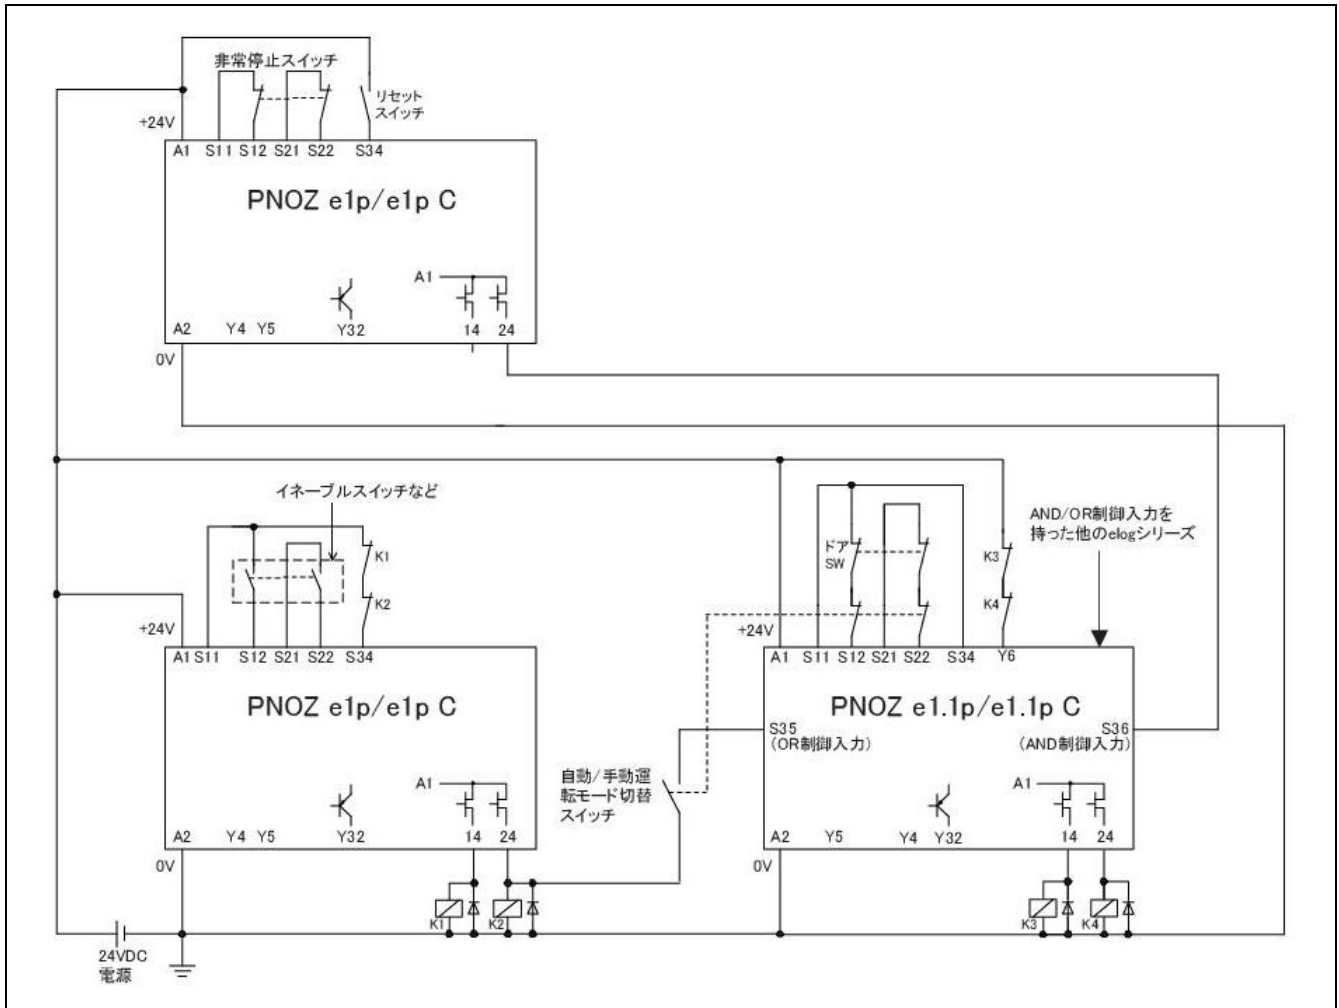 非常停止スイッチ
リセット
スイッチ
+24V
A1 S11 S12 S21 S22 S34
PNOZ e1p/e1p C
A1
A2 Y4 Y5 Y32 14 24
0V
イネーブルスイッチなど
K1
K2
+24V
A1 S11 S12 S21 S22 S34
PNOZ e1p/e1p C
A1
A2 Y4 Y5 Y32 14 24
0V
K1 K2
24VDC
電源
自動/手動運
転モード切替
スイッチ
AND/OR制御入力を
持った他のelogシリーズ
ドア
SW
K3
K4
+24V
A1 S11 S12 S21 S22 S34 Y6
PNOZ e1.1p/e1.1p C
S35 S36
(OR制御入力) (AND制御入力)
A1
A2 Y5 Y4 Y32 14 24
0V
K3 K4